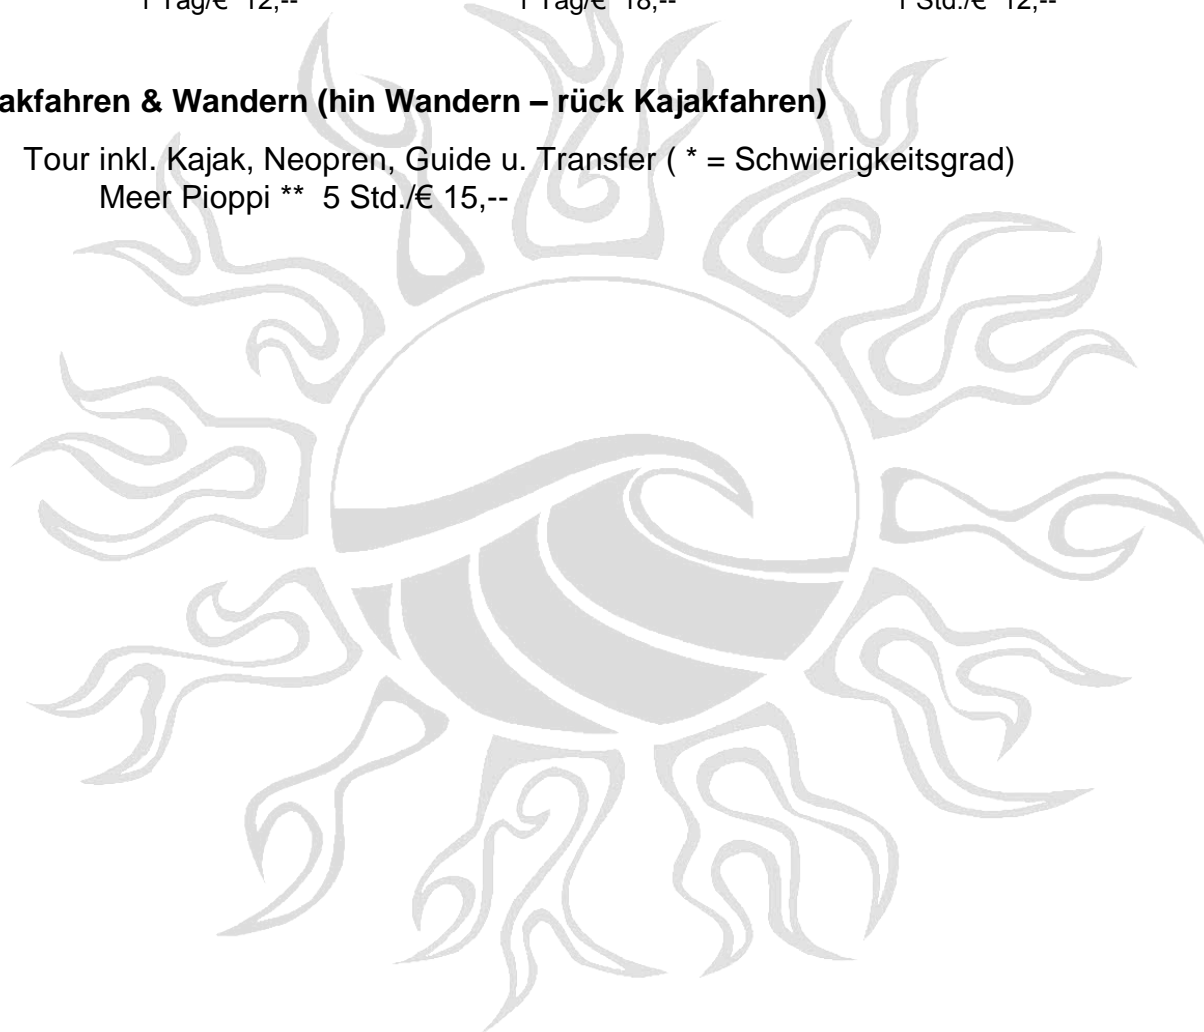 1 Tag/€ 12,-- 1 Tag/€ 18,-- 1 Std./€ 12,--
akfahren & Wandern (hin Wandern – rück Kajakfahren)
Tour inkl. Kajak, Neopren, Guide u. Transfer ( * = Schwierigkeitsgrad)
Meer Pioppi ** 5 Std./€ 15,--